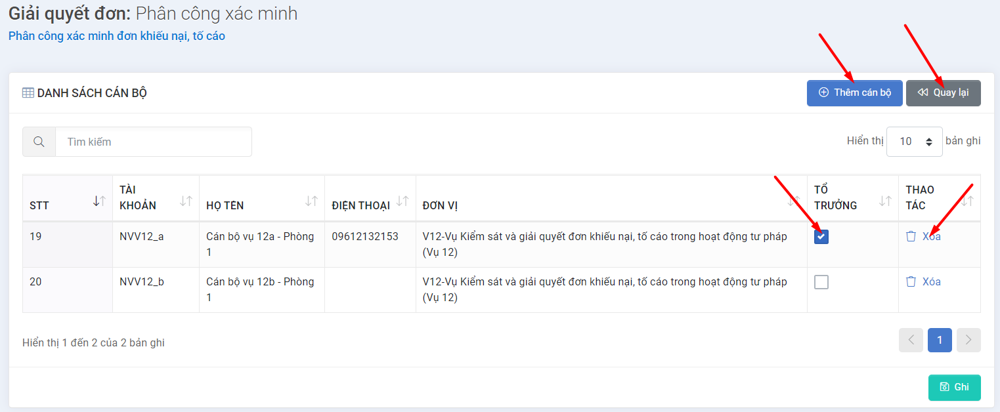 Giải quyết đơn: Phân công xác minh
Phân công xác minh đơn khiếu nại, tố cáo
DANH SÁCH CÁN BỘ
Thêm cán bộ
Quay lại
Tìm kiếm
Hiển thị 10 bản ghi
STT
TÀI
KHOẢN
HỌ TÊN
ĐIỆN THOẠI
ĐƠN VỊ
TỔ
TRƯỞNG
THAO
TÁC
19
NVV12_a
Cán bộ vụ 12a - Phòng
1
09612132153
V12-Vụ Kiểm sát và giải quyết đơn khiếu nại, tố cáo trong hoạt động tư pháp
(Vụ 12)
Xóa
20
NVV12_b
Cán bộ vụ 12b - Phòng
1
V12-Vụ Kiểm sát và giải quyết đơn khiếu nại, tố cáo trong hoạt động tư pháp
(Vụ 12)
Xóa
Hiển thị 1 đến 2 của 2 bản ghi
1
Ghi